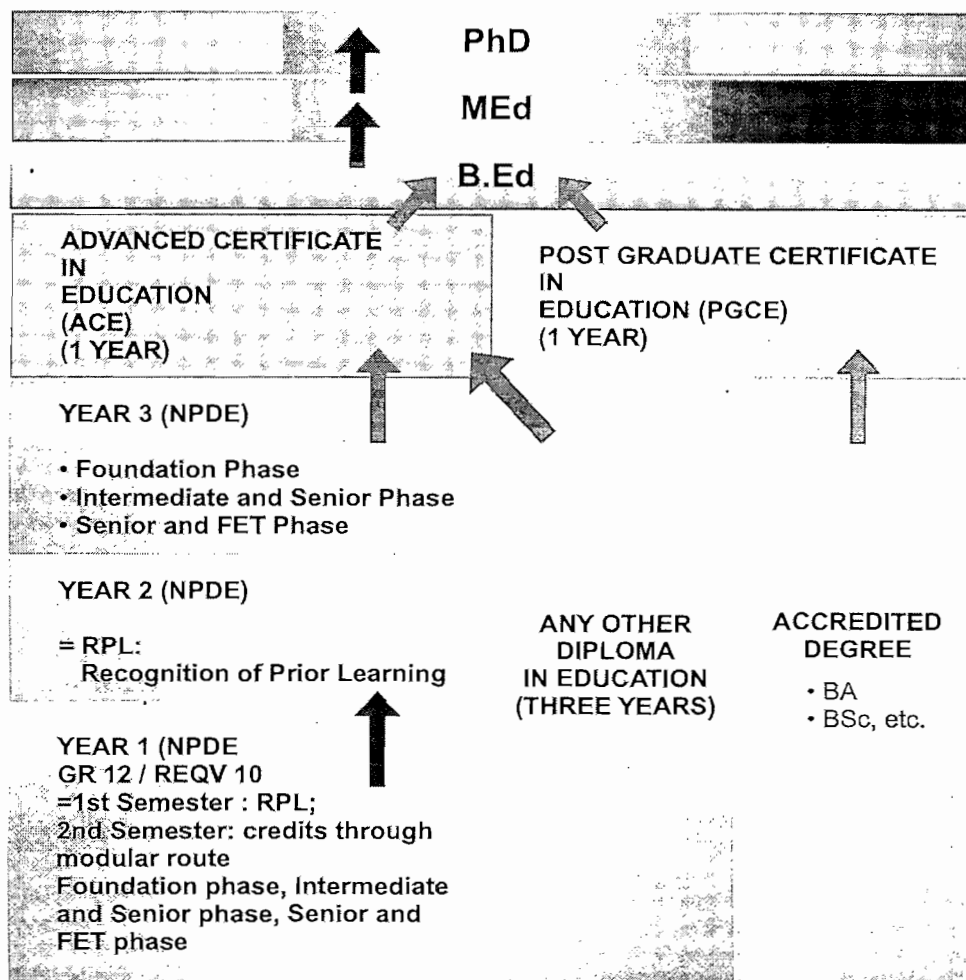 PhD
MEd
B.Ed
ADVANCED CERTIFICATE
IN
EDUCATION
(ACE)
(1 YEAR)
POST GRADUATE CERTIFICATE
IN
EDUCATION (PGCE)
(1 YEAR)
YEAR 3 (NPDE)
• Foundation Phase
• Intermediate and Senior Phase
• Senior and FET Phase
YEAR 2 (NPDE)
= RPL:
Recognition of Prior Learning
ANY OTHER
DIPLOMA
IN EDUCATION
(THREE YEARS)
ACCREDITED
DEGREE
• BA
• BSc, etc.
YEAR 1 (NPDE
GR 12 / REQV 10
=1st Semester : RPL;
2nd Semester: credits through
modular route
Foundation phase, Intermediate
and Senior phase, Senior and
FET phase